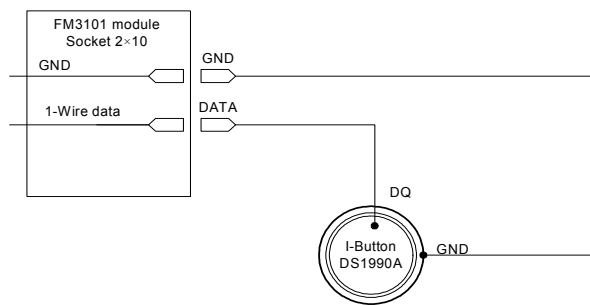 FM3101 module
Socket 2×10
GND
GND
1-Wire data
DATA
DQ
I-Button
DS1990A
GND